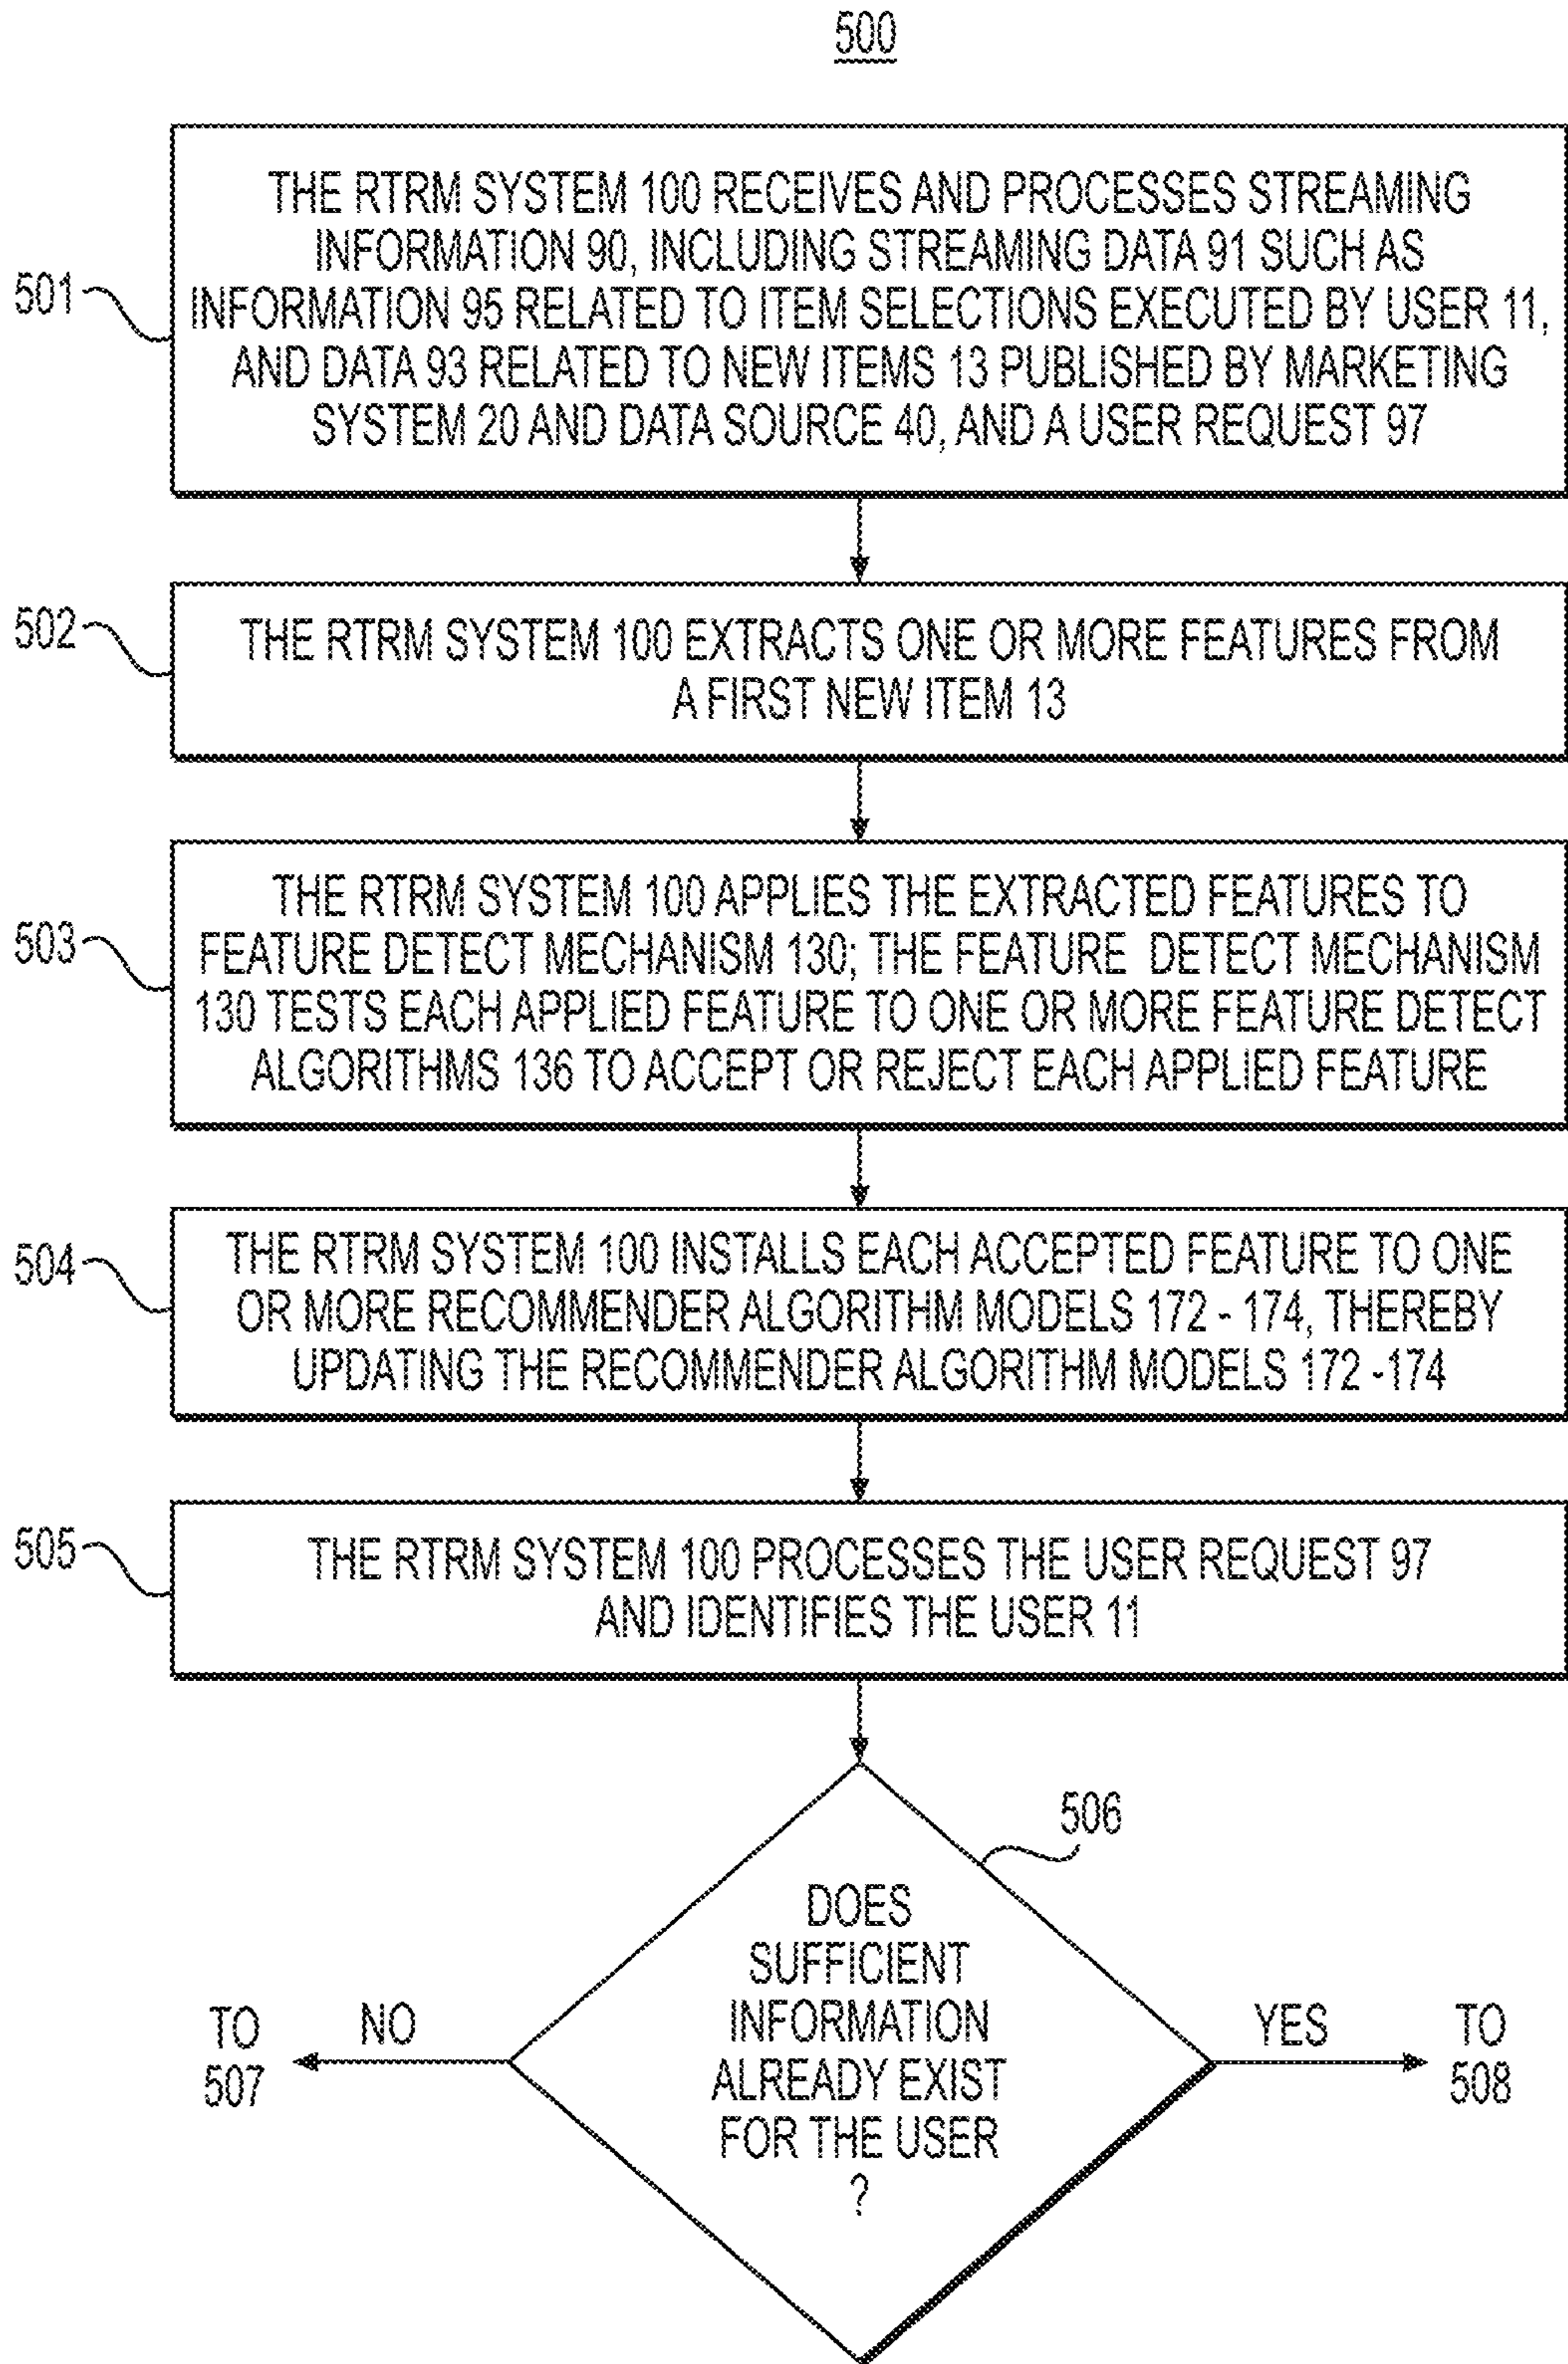 500
THE RTRM SYSTEM 100 RECEIVES AND PROCESSES STREAMING
INFORMATION 90, INCLUDING STREAMING DATA 91 SUCH AS
INFORMATION 95 RELATED TO ITEM SELECTIONS EXECUTED BY USER 11,
AND DATA 93 RELATED TO NEW ITEMS 13 PUBLISHED BY MARKETING
SYSTEM 20 AND DATA SOURCE 40, AND A USER REQUEST 97
501
THE RTRM SYSTEM 100 EXTRACTS ONE OR MORE FEATURES FROM
A FIRST NEW ITEM 13
502
THE RTRM SYSTEM 100 APPLIES THE EXTRACTED FEATURES TO
FEATURE DETECT MECHANISM 130; THE FEATURE DETECT MECHANISM
130 TESTS EACH APPLIED FEATURE TO ONE OR MORE FEATURE DETECT
ALGORITHMS 136 TO ACCEPT OR REJECT EACH APPLIED FEATURE
503
THE RTRM SYSTEM 100 INSTALLS EACH ACCEPTED FEATURE TO ONE
OR MORE RECOMMENDER ALGORITHM MODELS 172 - 174, THEREBY
UPDATING THE RECOMMENDER ALGORITHM MODELS 172 -174
504
THE RTRM SYSTEM 100 PROCESSES THE USER REQUEST 97
AND IDENTIFIES THE USER 11
505
506
DOES
SUFFICIENT
INFORMATION
ALREADY EXIST
FOR THE USER
?
NO
TO
507
YES
TO
508